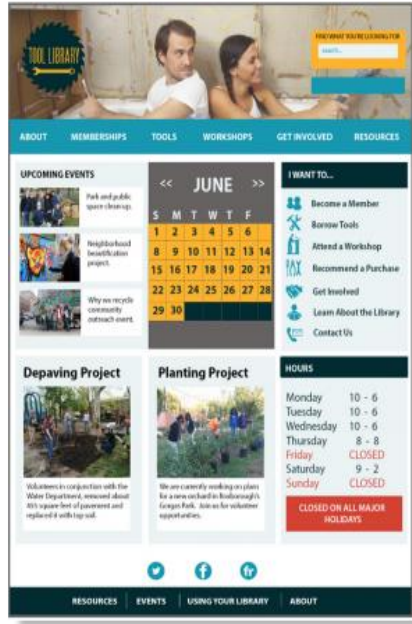 TOOL LIBRARY
FIND WHAT YOU'RE LOOKING FOR
search...
ABOUT MEMBERSHIPS TOOLS WORKSHOPS GET INVOLVED RESOURCES
UPCOMING EVENTS
Park and public
space clean-up.
Neighborhood
beautification
project.
Why we recycle
community
outreach event.
<< JUNE >>
S M T W T F
1 2 3 4 5 6
8 9 10 11 12 13 14
15 16 17 18 19 20 21
22 23 24 25 26 27 28
29 30
I WANT TO...
Become a Member
Borrow Tools
Attend a Workshop
Recommend a Purchase
Get Involved
Learn About the Library
Contact Us
Depaving Project
Volunteers in conjunction with the
Water Department, removed about
square feet of pavement and
replaced it with top soil.
Planting Project
We are currently working on plans
for a new orchard in Roxborough's
Gorgas Park. Join us for volunteer
opportunities.
HOURS
Monday 10 - 6
Tuesday 10 - 6
Wednesday 10 - 6
Thursday 8 - 8
Friday CLOSED
Saturday 9 - 2
Sunday CLOSED
CLOSED ON ALL MAJOR
HOLIDAYS
RESOURCES EVENTS USING YOUR LIBRARY ABOUT